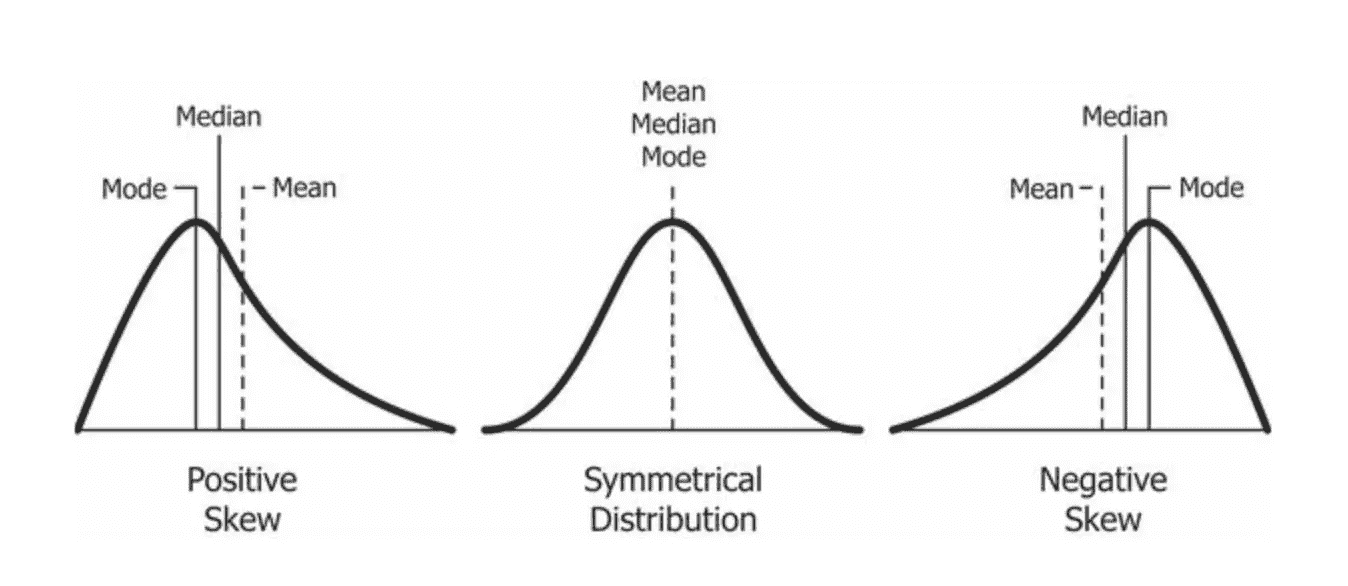 Median
Mode
Mean
Positive
Skew
Mean
Median
Mode
Symmetrical
Distribution
Median
Mean
Mode
Negative
Skew